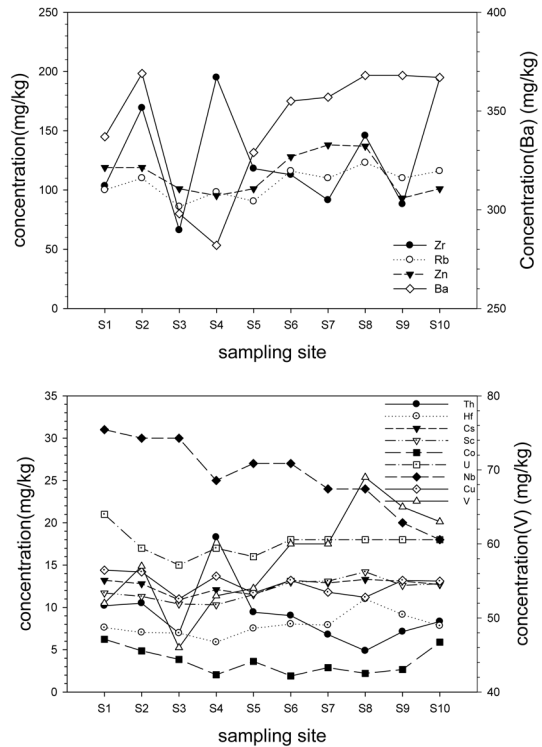 250
200
150
100
50
0
concentration(mg/kg)
400
350
300
250
Concentration(Ba) (mg/kg)
Zr
Rb
Zn
Ba
S1 S2 S3 S4 S5 S6 S7 S8 S9 S10
sampling site
35
30
25
20
15
10
5
0
concentration(mg/kg)
80
70
60
50
40
concentration(V) (mg/kg)
Th
Hf
Cs
Sc
Co
U
Nb
Cu
V
S1 S2 S3 S4 S5 S6 S7 S8 S9 S10
sampling site